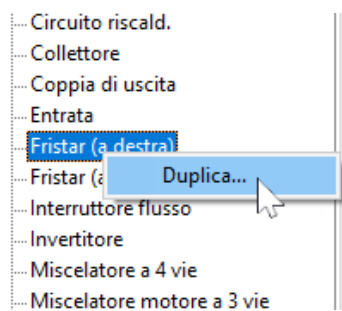 Circuito riscald.
Collettore
Coppia di uscita
Entrata
Fristar (a destra)
Fristar (a
Duplica...
Interruttore flusso
Invertitore
Miscelatore a 4 vie
Miscelatore motore a 3 vie